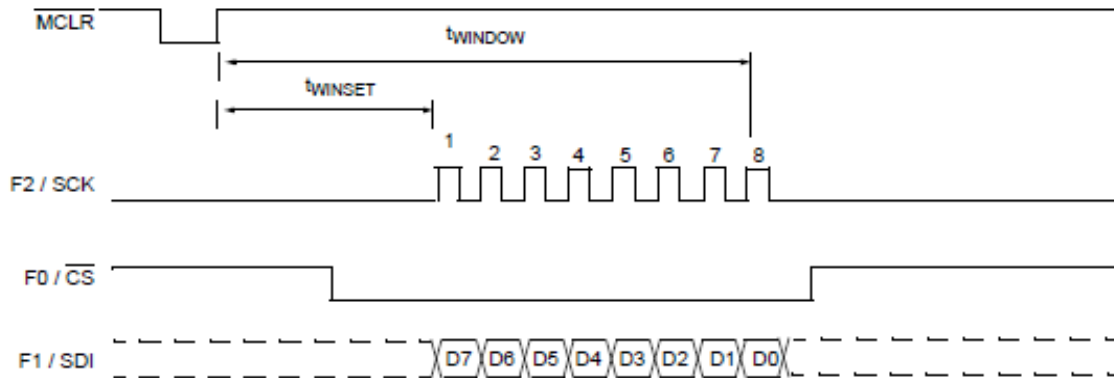 MCLR
tWINDOW
tWINSET
1 2 3 4 5 6 7 8
F2 / SCK
F0 / CS
F1 / SDI
D7 D6 D5 D4 D3 D2 D1 D0